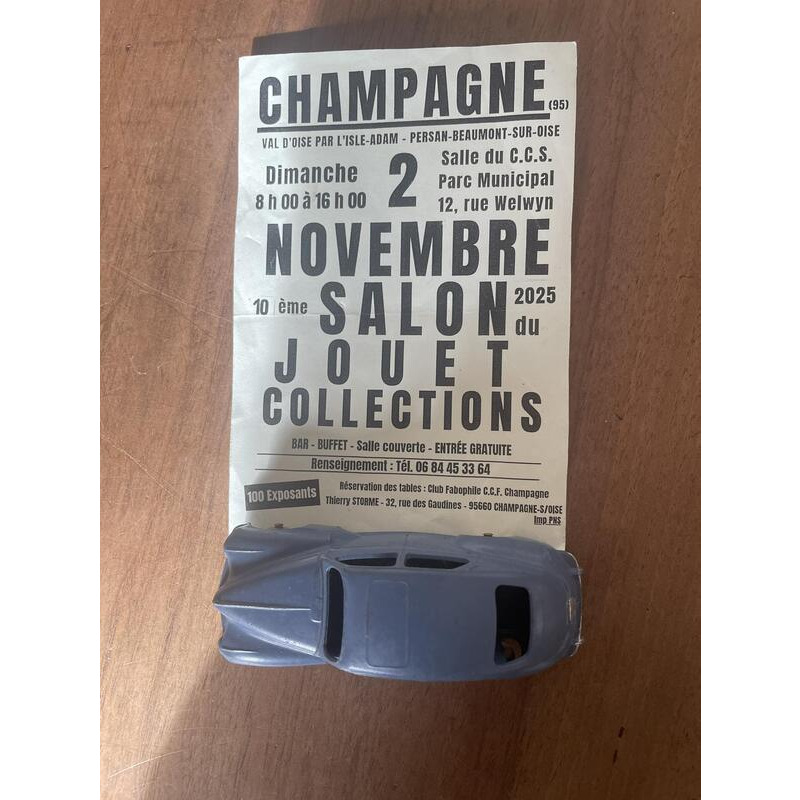 CHAMPAGNE (95)
VAL D'OISE PAR L'ISLE-ADAM - PERSAN-BEAUMONT-SUR-OISE
Dimanche
8 h 00 à 16 h 00
2
Salle du C.C.S.
Parc Municipal
12, rue Welwyn
NOVEMBRE
10 ème SALON 2025 du
JOUET
COLLECTIONS
BAR - BUFFET - Salle couverte - ENTRÉE GRATUITE
Renseignement : Tél. 06 84 45 33 64
100 Exposants
Réservation des tables : Club Fabophile C.C.F. Champagne
Thierry STORME - 32, rue des Gaudines - 95660 CHAMPAGNE-S/OISE
Imp PNS